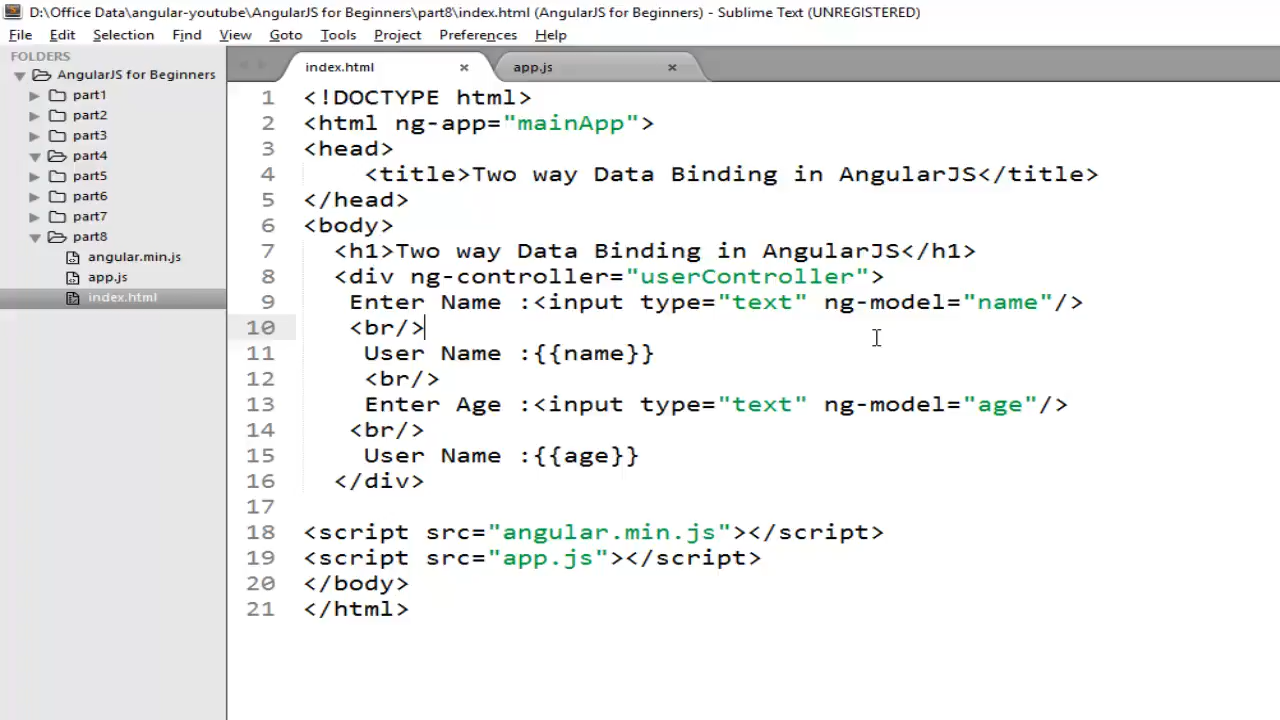 D:\Office Data\angular-youtube\AngularJS for Beginners\part8\index.html (AngularJS for Beginners) - Sublime Text (UNREGISTERED)
File Edit Selection Find View Goto Tools Project Preferences Help
FOLDERS
AngularJS for Beginners
part1
part2
part3
part4
part5
part6
part7
part8
angular.min.js
app.js
index.html
index.html × app.js ×
1 <!DOCTYPE html>
2 <html ng-app="mainApp">
3 <head>
4 <title>Two way Data Binding in AngularJS</title>
5 </head>
6 <body>
7 <h1>Two way Data Binding in AngularJS</h1>
8 <div ng-controller="userController">
9 Enter Name :<input type="text" ng-model="name"/>
10 <br/>
11 User Name :{{name}}
12 <br/>
13 Enter Age :<input type="text" ng-model="age"/>
14 <br/>
15 User Name :{{age}}
16 </div>
17
18 <script src="angular.min.js"></script>
19 <script src="app.js"></script>
20 </body>
21 </html>